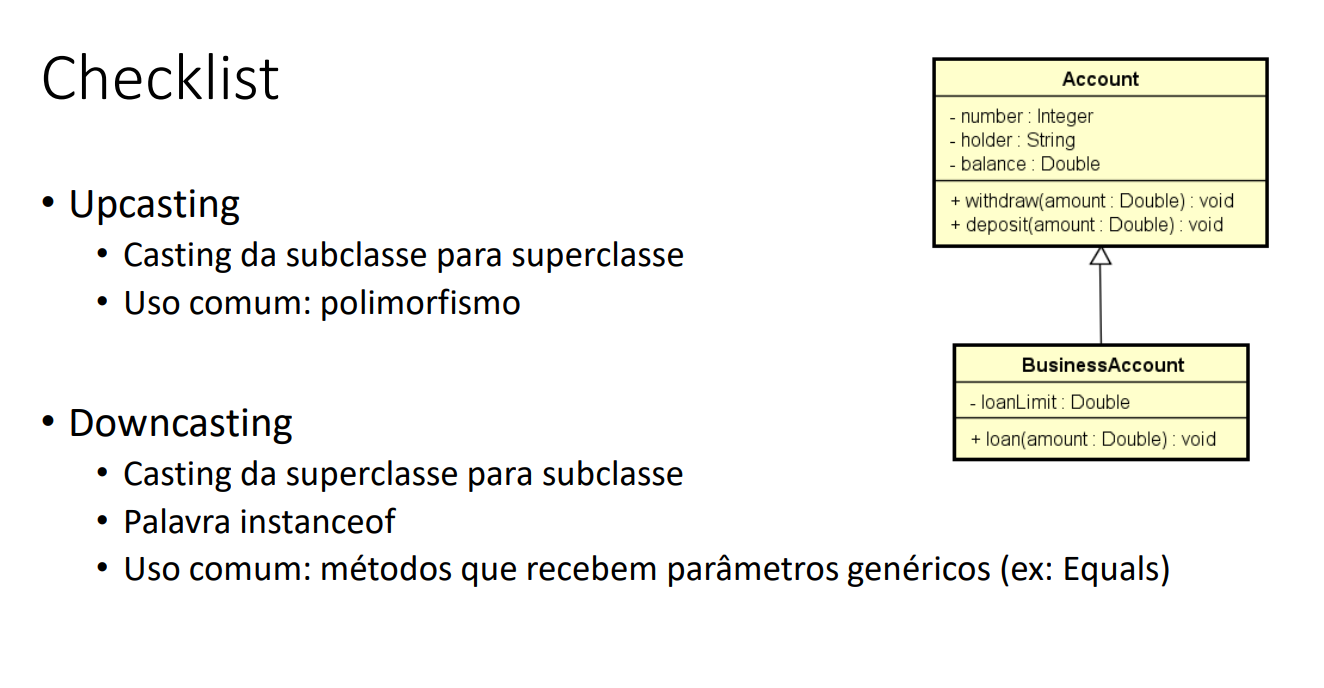 Checklist
• Upcasting
• Casting da subclasse para superclasse
• Uso comum: polimorfismo
• Downcasting
• Casting da superclasse para subclasse
• Palavra instanceof
• Uso comum: métodos que recebem parâmetros genéricos (ex: Equals)
Account
- number : Integer
- holder : String
- balance : Double
+ withdraw(amount : Double) : void
+ deposit(amount : Double) : void
BusinessAccount
- loanLimit : Double
+ loan(amount : Double) : void